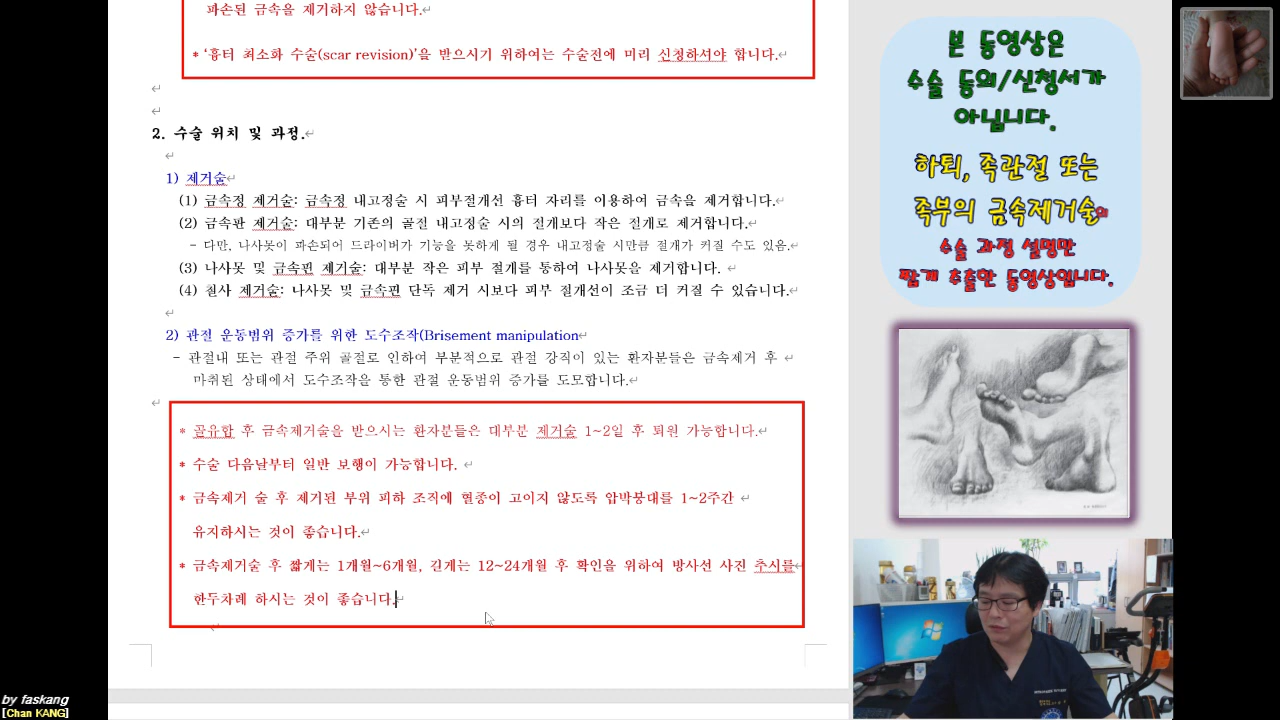 파손된 금속을 제거하지 않습니다.
* ‘흉터 최소화 수술(scar revision)’을 받으시기 위하여는 수술전에 미리 신청하셔야 합니다.
2. 수술 위치 및 과정.
1) 제거술
(1) 금속정 제거술: 금속정 내고정술 시 피부절개선 흉터 자리를 이용하여 금속을 제거합니다.
(2) 금속판 제거술: 대부분 기존의 골절 내고정술 시의 절개보다 작은 절개로 제거합니다.
- 다만, 나사못이 파손되어 드라이버가 기능을 못하게 될 경우 내고정술 시만큼 절개가 커질 수도 있음.
(3) 나사못 및 금속핀 제거술: 대부분 작은 피부 절개를 통하여 나사못을 제거합니다.
(4) 철사 제거술: 나사못 및 금속편 단독 제거 시보다 피부 절개선이 조금 더 커질 수 있습니다.
2) 관절 운동범위 증가를 위한 도수조작(Brisement manipulation
- 관절내 또는 관절 주위 골절로 인하여 부분적으로 관절 강직이 있는 환자분들은 금속제거 후
마취된 상태에서 도수조작을 통한 관절 운동범위 증가를 도모합니다.
* 골유합 후 금속제거술을 받으시는 환자분들은 대부분 제거술 1~2일 후 퇴원 가능합니다.
* 수술 다음날부터 일반 보행이 가능합니다.
* 금속제거 술 후 제거된 부위 피하 조직에 혈종이 고이지 않도록 압박붕대를 1~2주간
유지하시는 것이 좋습니다.
* 금속제거술 후 짧게는 1개월~6개월, 길게는 12~24개월 후 확인을 위하여 방사선 사진 추시를
한두차례 하시는 것이 좋습니다.
본 동영상은
수술 동의/신청서가
아닙니다.
하퇴, 족관절 또는
족부의 금속제거술의
수술 과정 설명만
짧게 추출한 동영상입니다.
by faskang
[Chan KANG]